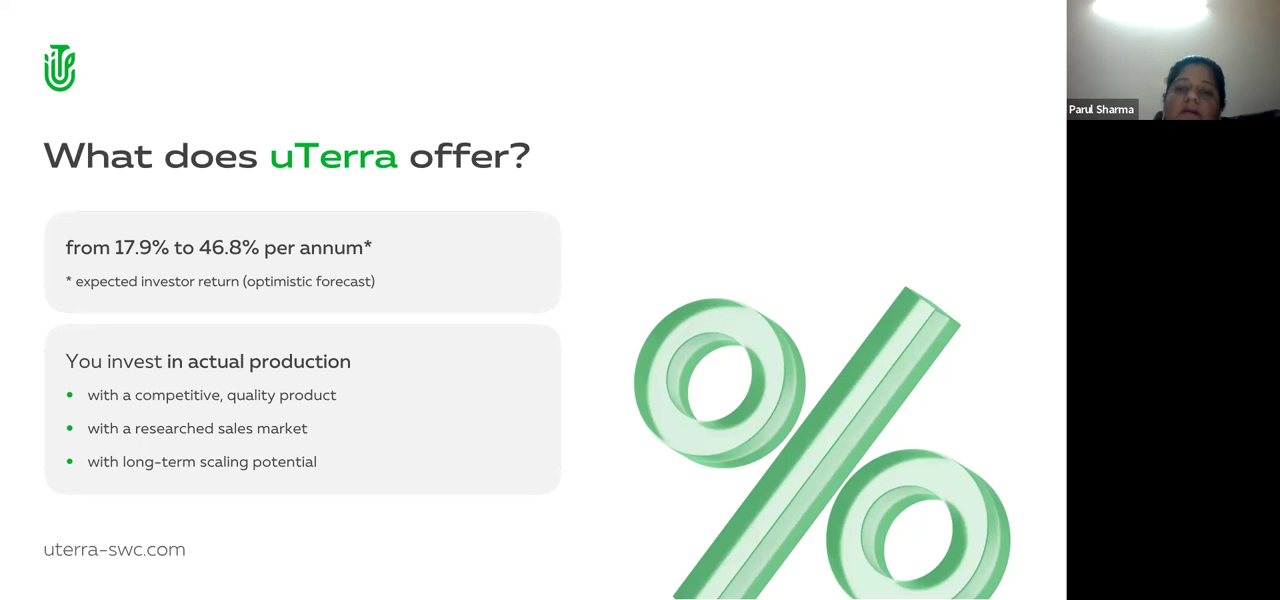 What does uTerra offer?
from 17.9% to 46.8% per annum*
* expected investor return (optimistic forecast)
You invest in actual production
with a competitive, quality product
with a researched sales market
with long-term scaling potential
uterra-swc.com
Parul Sharma